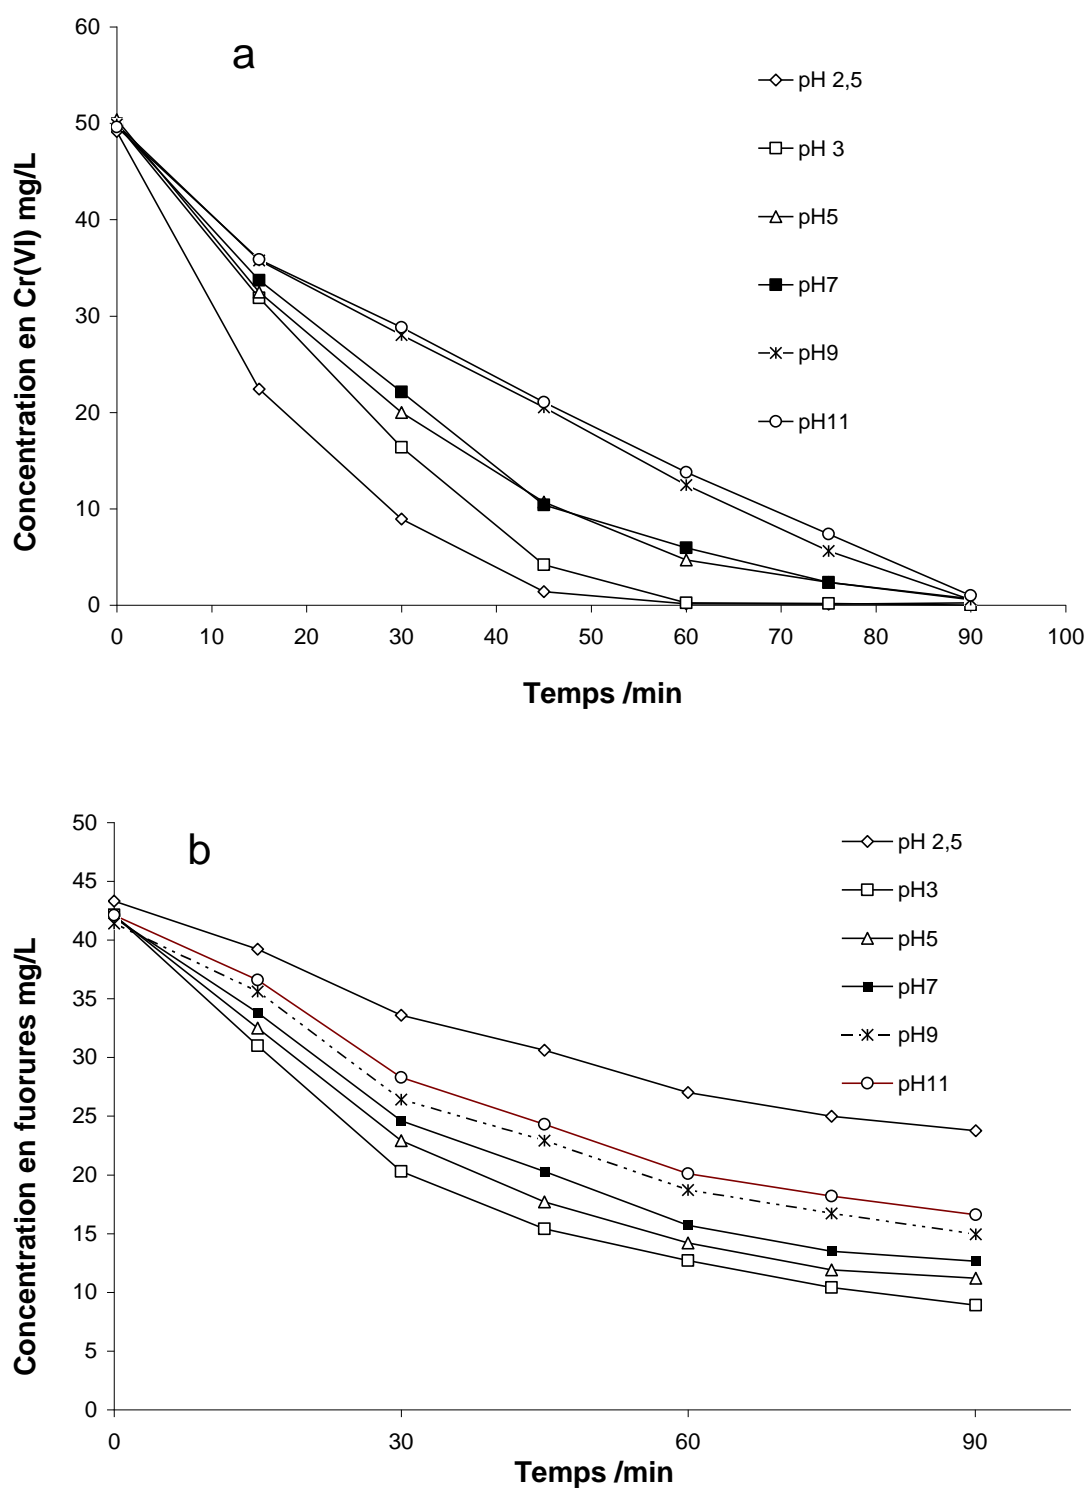 a
60
50
40
30
20
10
0
Concentration en Cr(VI) mg/L
pH 2,5
pH 3
pH5
pH7
pH9
pH11
0 10 20 30 40 50 60 70 80 90 100
Temps /min
b
50
45
40
35
30
25
20
15
10
5
0
Concentration en fuorures mg/L
pH 2,5
pH3
pH5
pH7
pH9
pH11
0 30 60 90
Temps /min